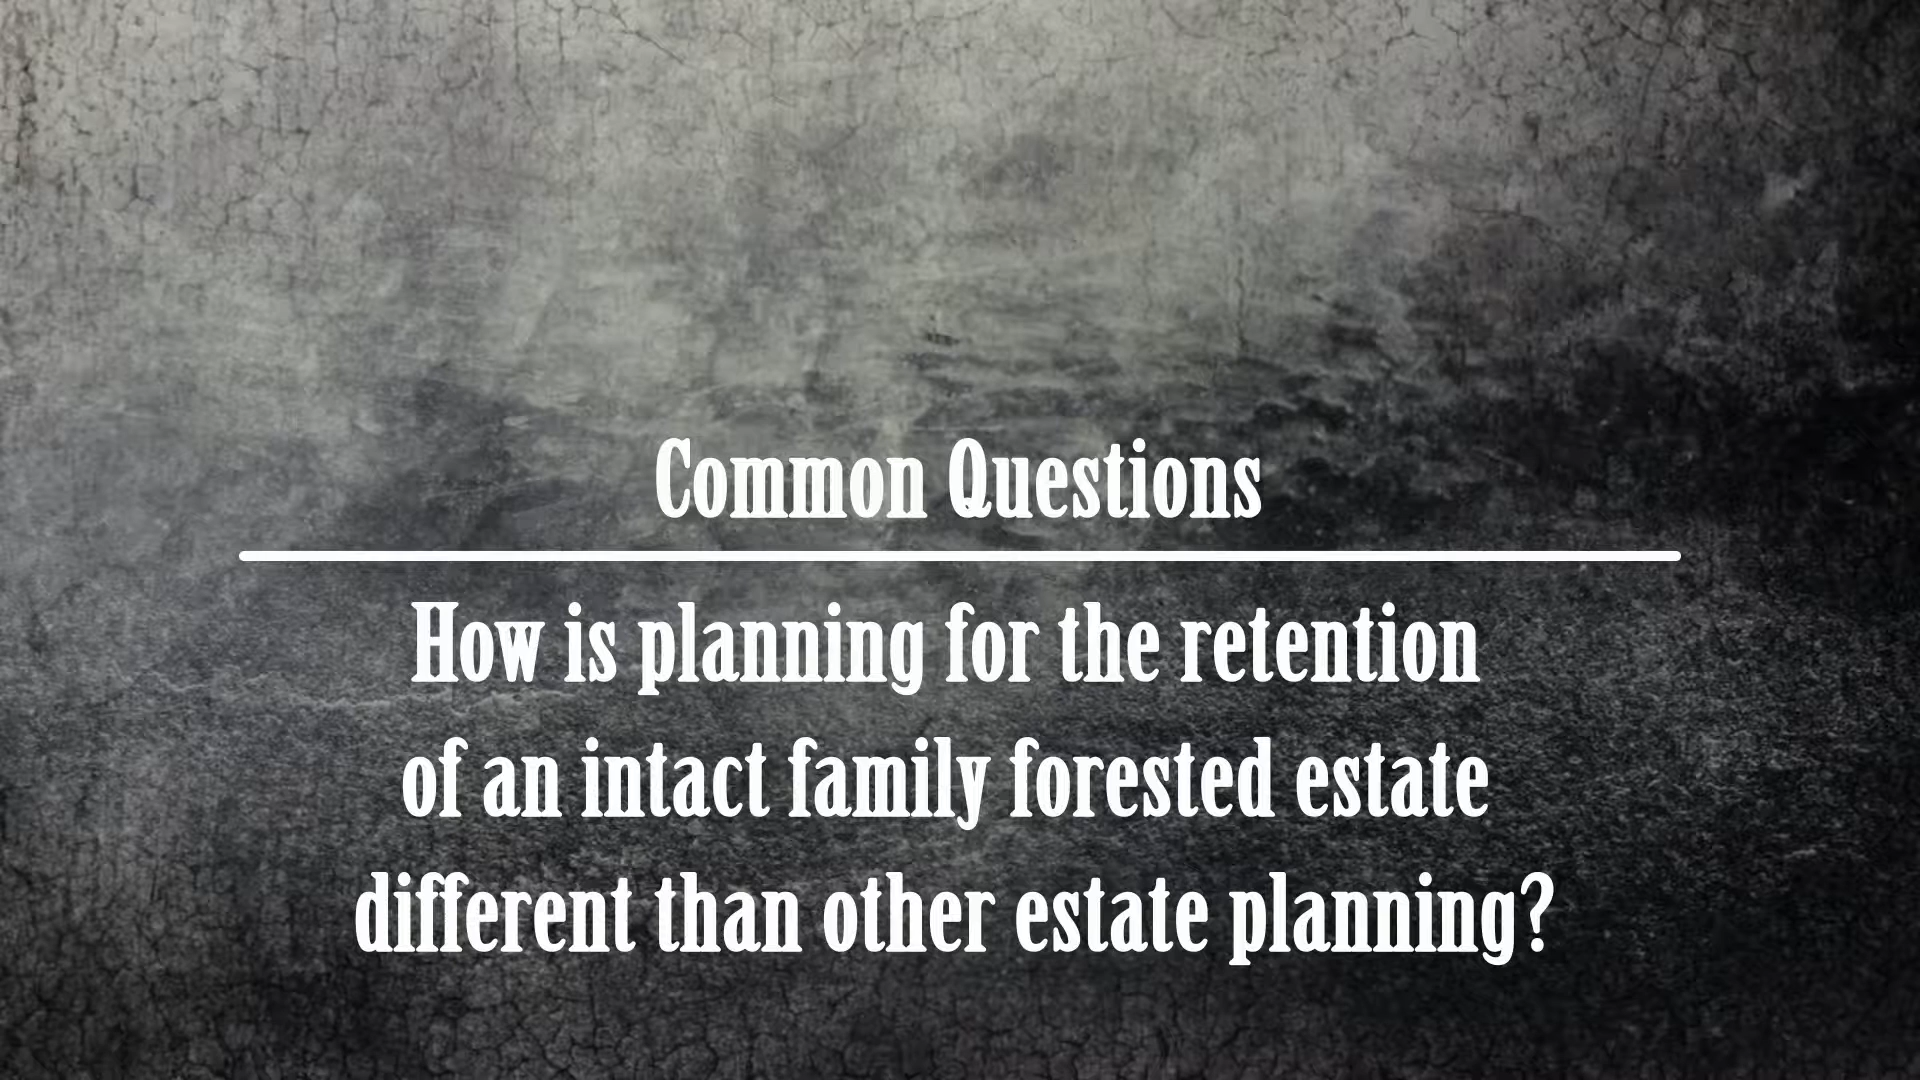 Common Questions
How is planning for the retention
of an intact family forested estate
different than other estate planning?